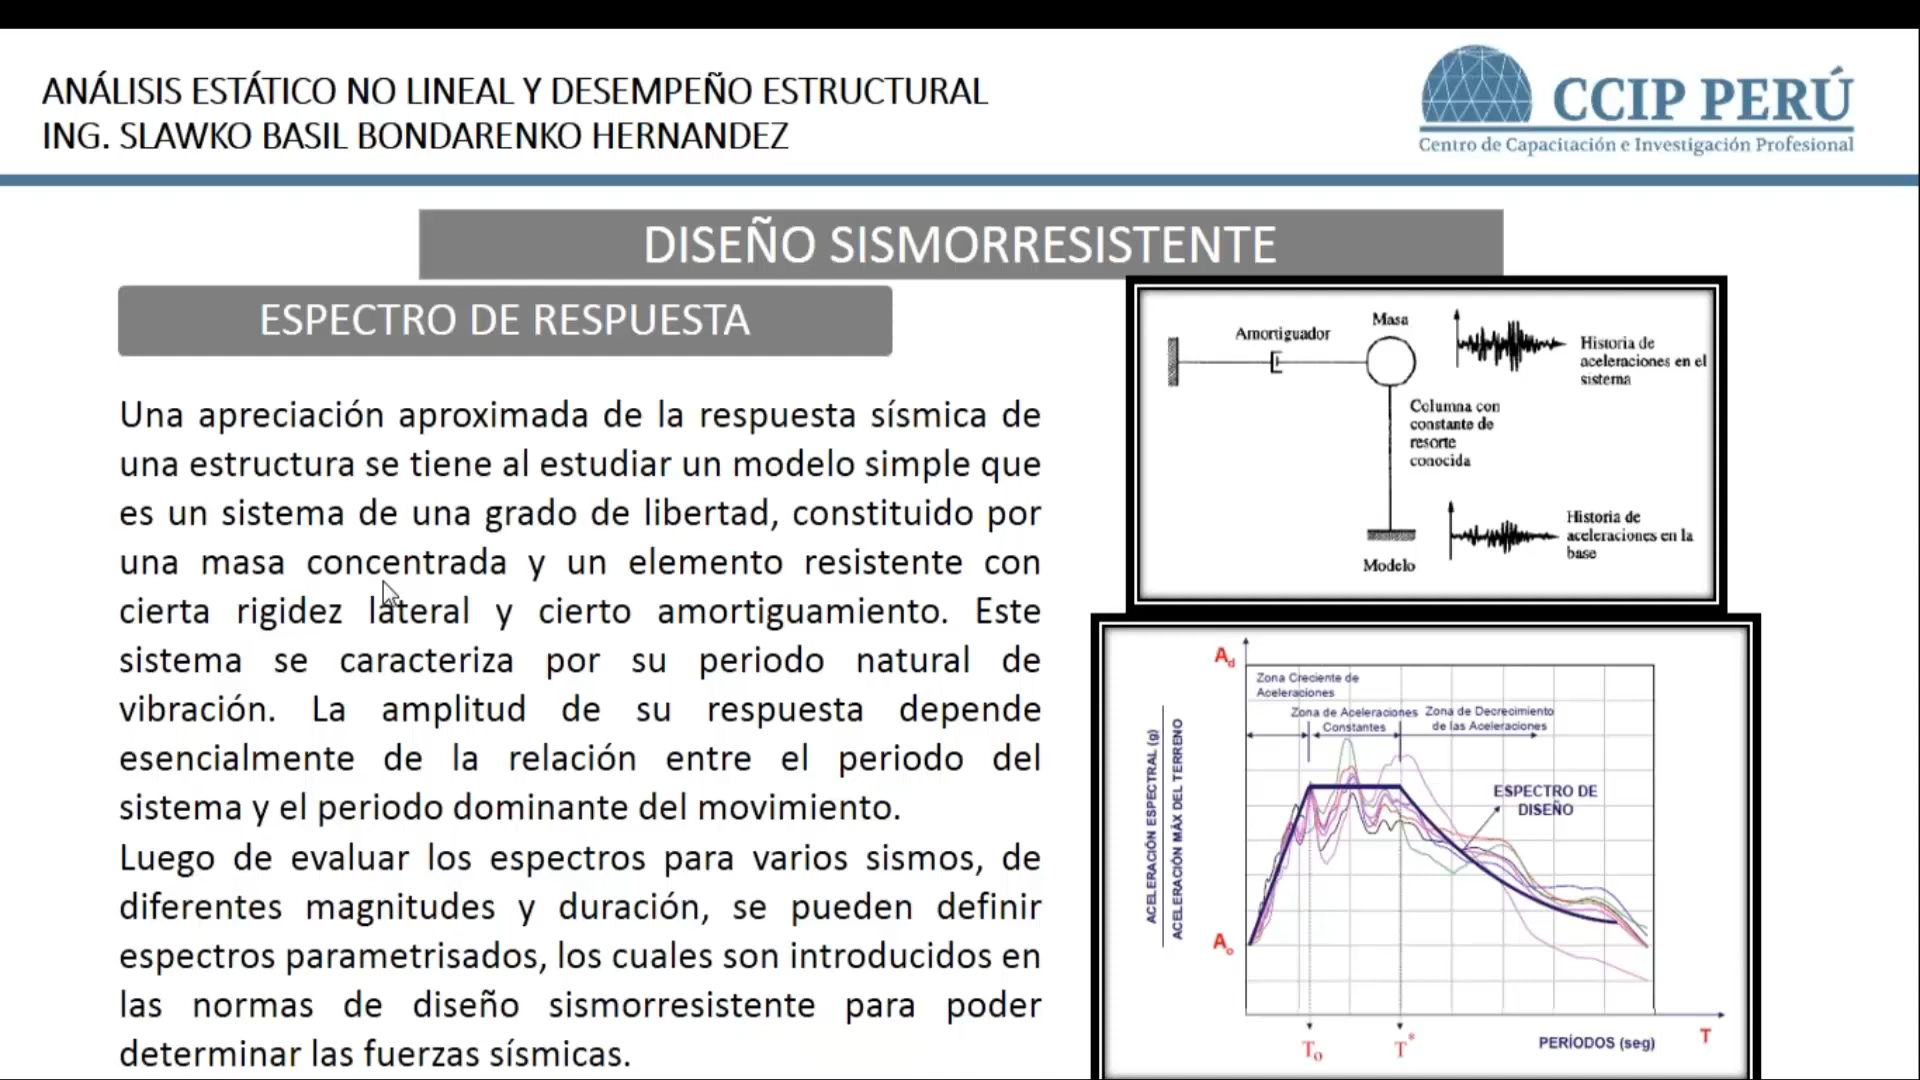 ANÁLISIS ESTÁTICO NO LINEAL Y DESEMPEÑO ESTRUCTURAL
ING. SLAWKO BASIL BONDARENKO HERNANDEZ
CCIP PERÚ
Centro de Capacitación e Investigación Profesional
DISEÑO SISMORRESISTENTE
ESPECTRO DE RESPUESTA
Una apreciación aproximada de la respuesta sísmica de
una estructura se tiene al estudiar un modelo simple que
es un sistema de una grado de libertad, constituido por
una masa concentrada y un elemento resistente con
cierta rigidez lateral y cierto amortiguamiento. Este
sistema se caracteriza por su periodo natural de
vibración. La amplitud de su respuesta depende
esencialmente de la relación entre el periodo del
sistema y el periodo dominante del movimiento.
Luego de evaluar los espectros para varios sismos, de
diferentes magnitudes y duración, se pueden definir
espectros parametrisados, los cuales son introducidos en
las normas de diseño sismorresistente para poder
determinar las fuerzas sísmicas.
Amortiguador
Masa
Historia de
aceleraciones en el
sistema
Columna con
constante de
resorte
conocida
Historia de
aceleraciones en la
base
Modelo
Ad
Zona Creciente de
Aceleraciones
Zona de Aceleraciones
Constantes
Zona de Decrecimiento
de las Aceleraciones
ACELERACIÓN ESPECTRAL (g)
ACELERACIÓN MÁX DEL TERRENO
ESPECTRO DE
DISEÑO
Ao
To
T*
PERÍODOS (seg)
T